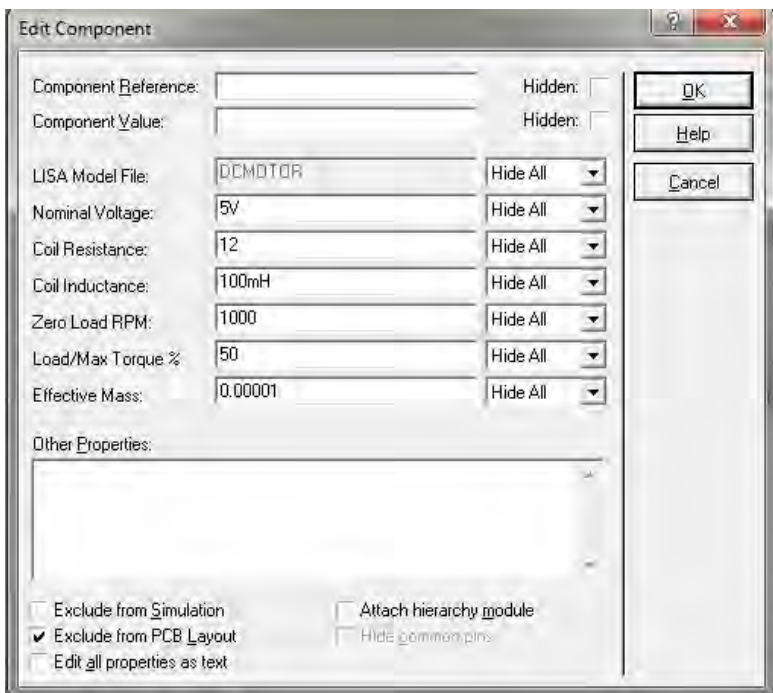 Edit Component
Component Reference: Hidden:
OK
Component Value: Hidden:
Help
LISA Model File: DCMOTOR Hide All
Cancel
Nominal Voltage: 5V Hide All
Coil Resistance: 12 Hide All
Coil Inductance: 100mH Hide All
Zero Load RPM: 1000 Hide All
Load/Max Torque % 50 Hide All
Effective Mass: 0.00001 Hide All
Other Properties:
Exclude from Simulation Attach hierarchy module
Exclude from PCB Layout Hide common pins
Edit all properties as text